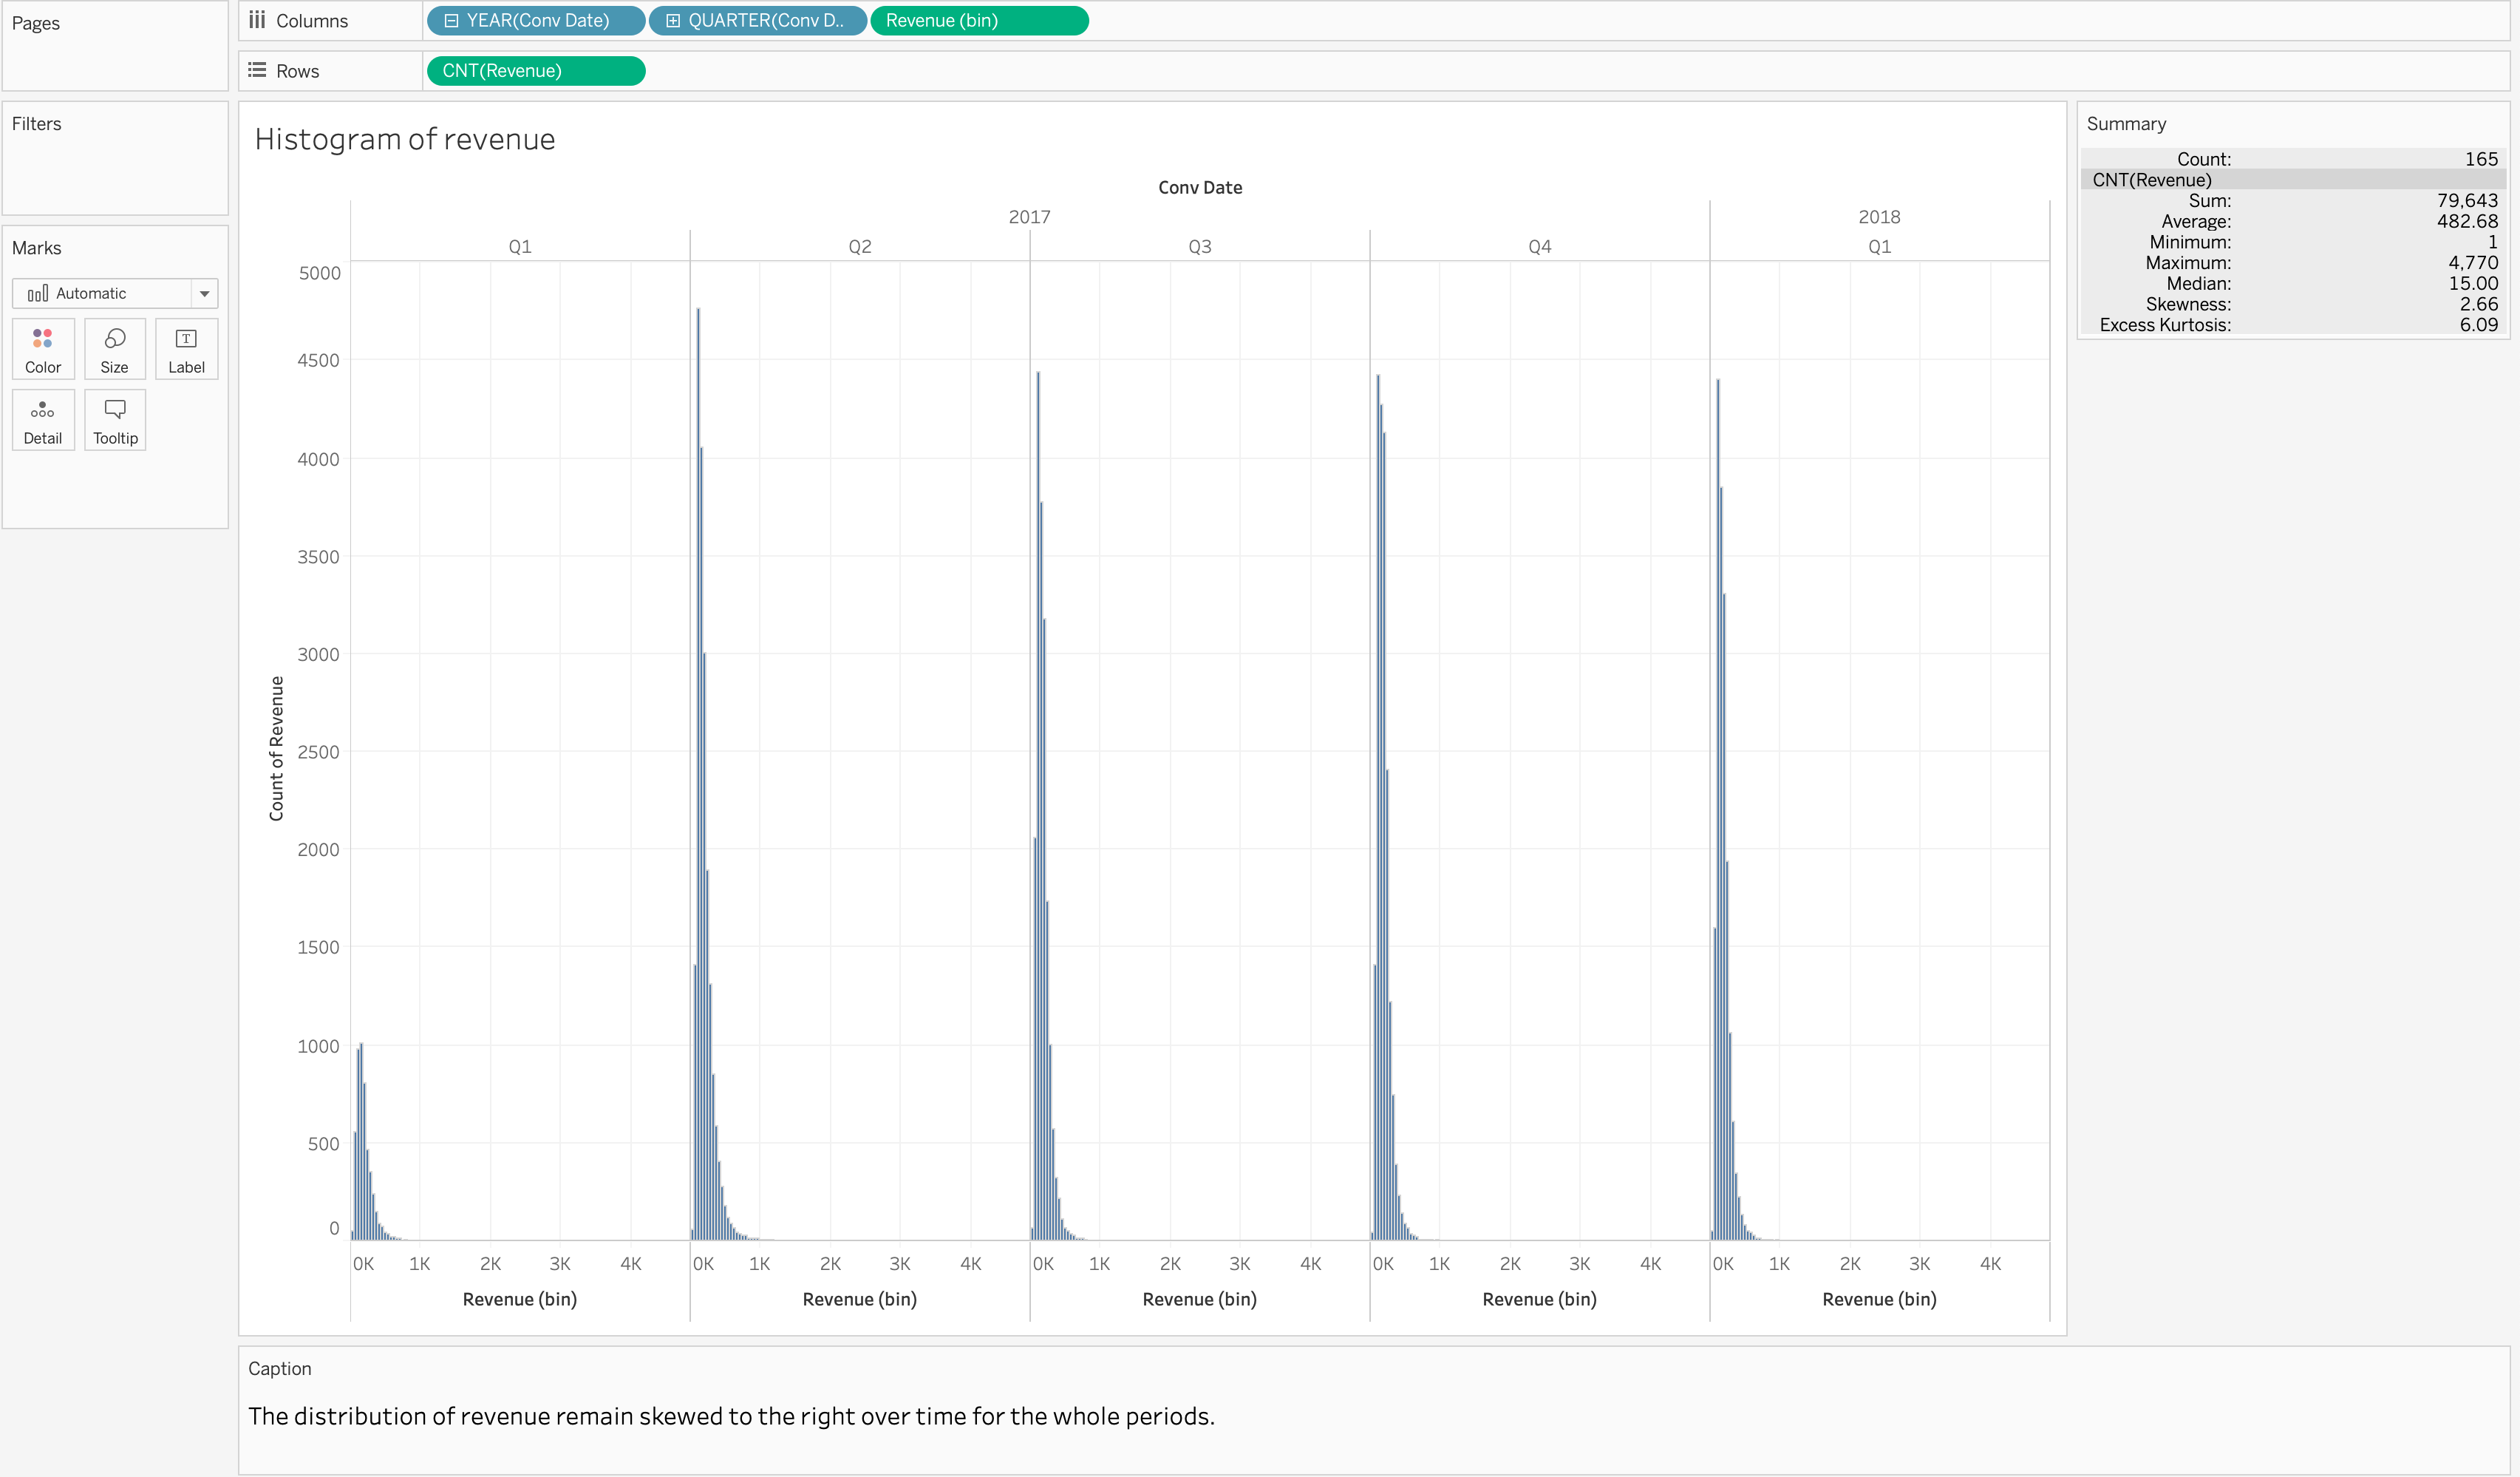 Pages
Columns
YEAR(Conv Date)
QUARTER(Conv D..
Revenue (bin)
Rows
CNT(Revenue)
Filters
Marks
Automatic
Color
Size
T
Label
Detail
Tooltip
Histogram of revenue
Conv Date
2017
2018
Q1
Q2
Q3
Q4
Q1
5000
4500
4000
3500
3000
2500
2000
1500
1000
500
0
Count of Revenue
0K 1K 2K 3K 4K
0K 1K 2K 3K 4K
0K 1K 2K 3K 4K
0K 1K 2K 3K 4K
0K 1K 2K 3K 4K
Revenue (bin)
Revenue (bin)
Revenue (bin)
Revenue (bin)
Revenue (bin)
Summary
Count: 165
CNT(Revenue)
Sum: 79,643
Average: 482.68
Minimum: 1
Maximum: 4,770
Median: 15.00
Skewness: 2.66
Excess Kurtosis: 6.09
Caption
The distribution of revenue remain skewed to the right over time for the whole periods.